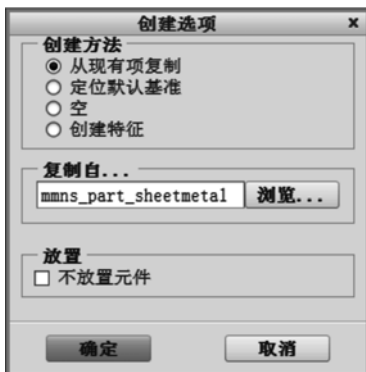 创建选项
创建方法
从现有项复制
定位默认基准
空
创建特征
复制自...
mmns_part_sheetmetal 浏览...
放置
不放置元件
确定 取消